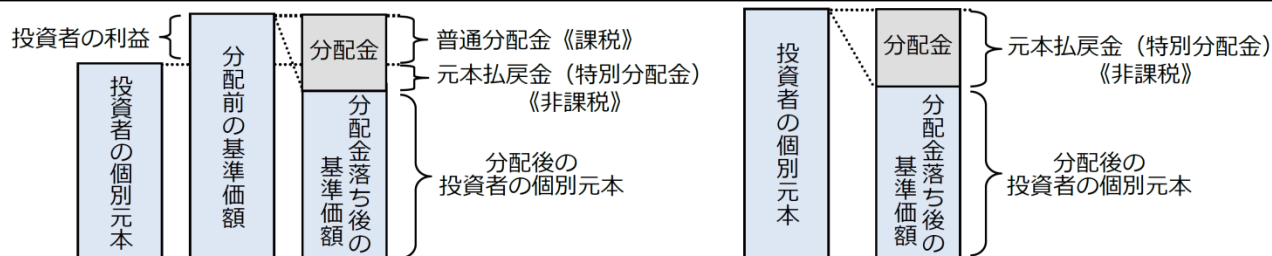 投資者の利益
投資者の個別元本
分配前の基準価額
分配金
分配金落ち後の
基準価額
普通分配金《課税》
元本払戻金（特別分配金）
《非課税》
分配後の
投資者の個別元本
投資者の個別元本
分配金
分配金落ち後の
基準価額
元本払戻金（特別分配金）
《非課税》
分配後の
投資者の個別元本